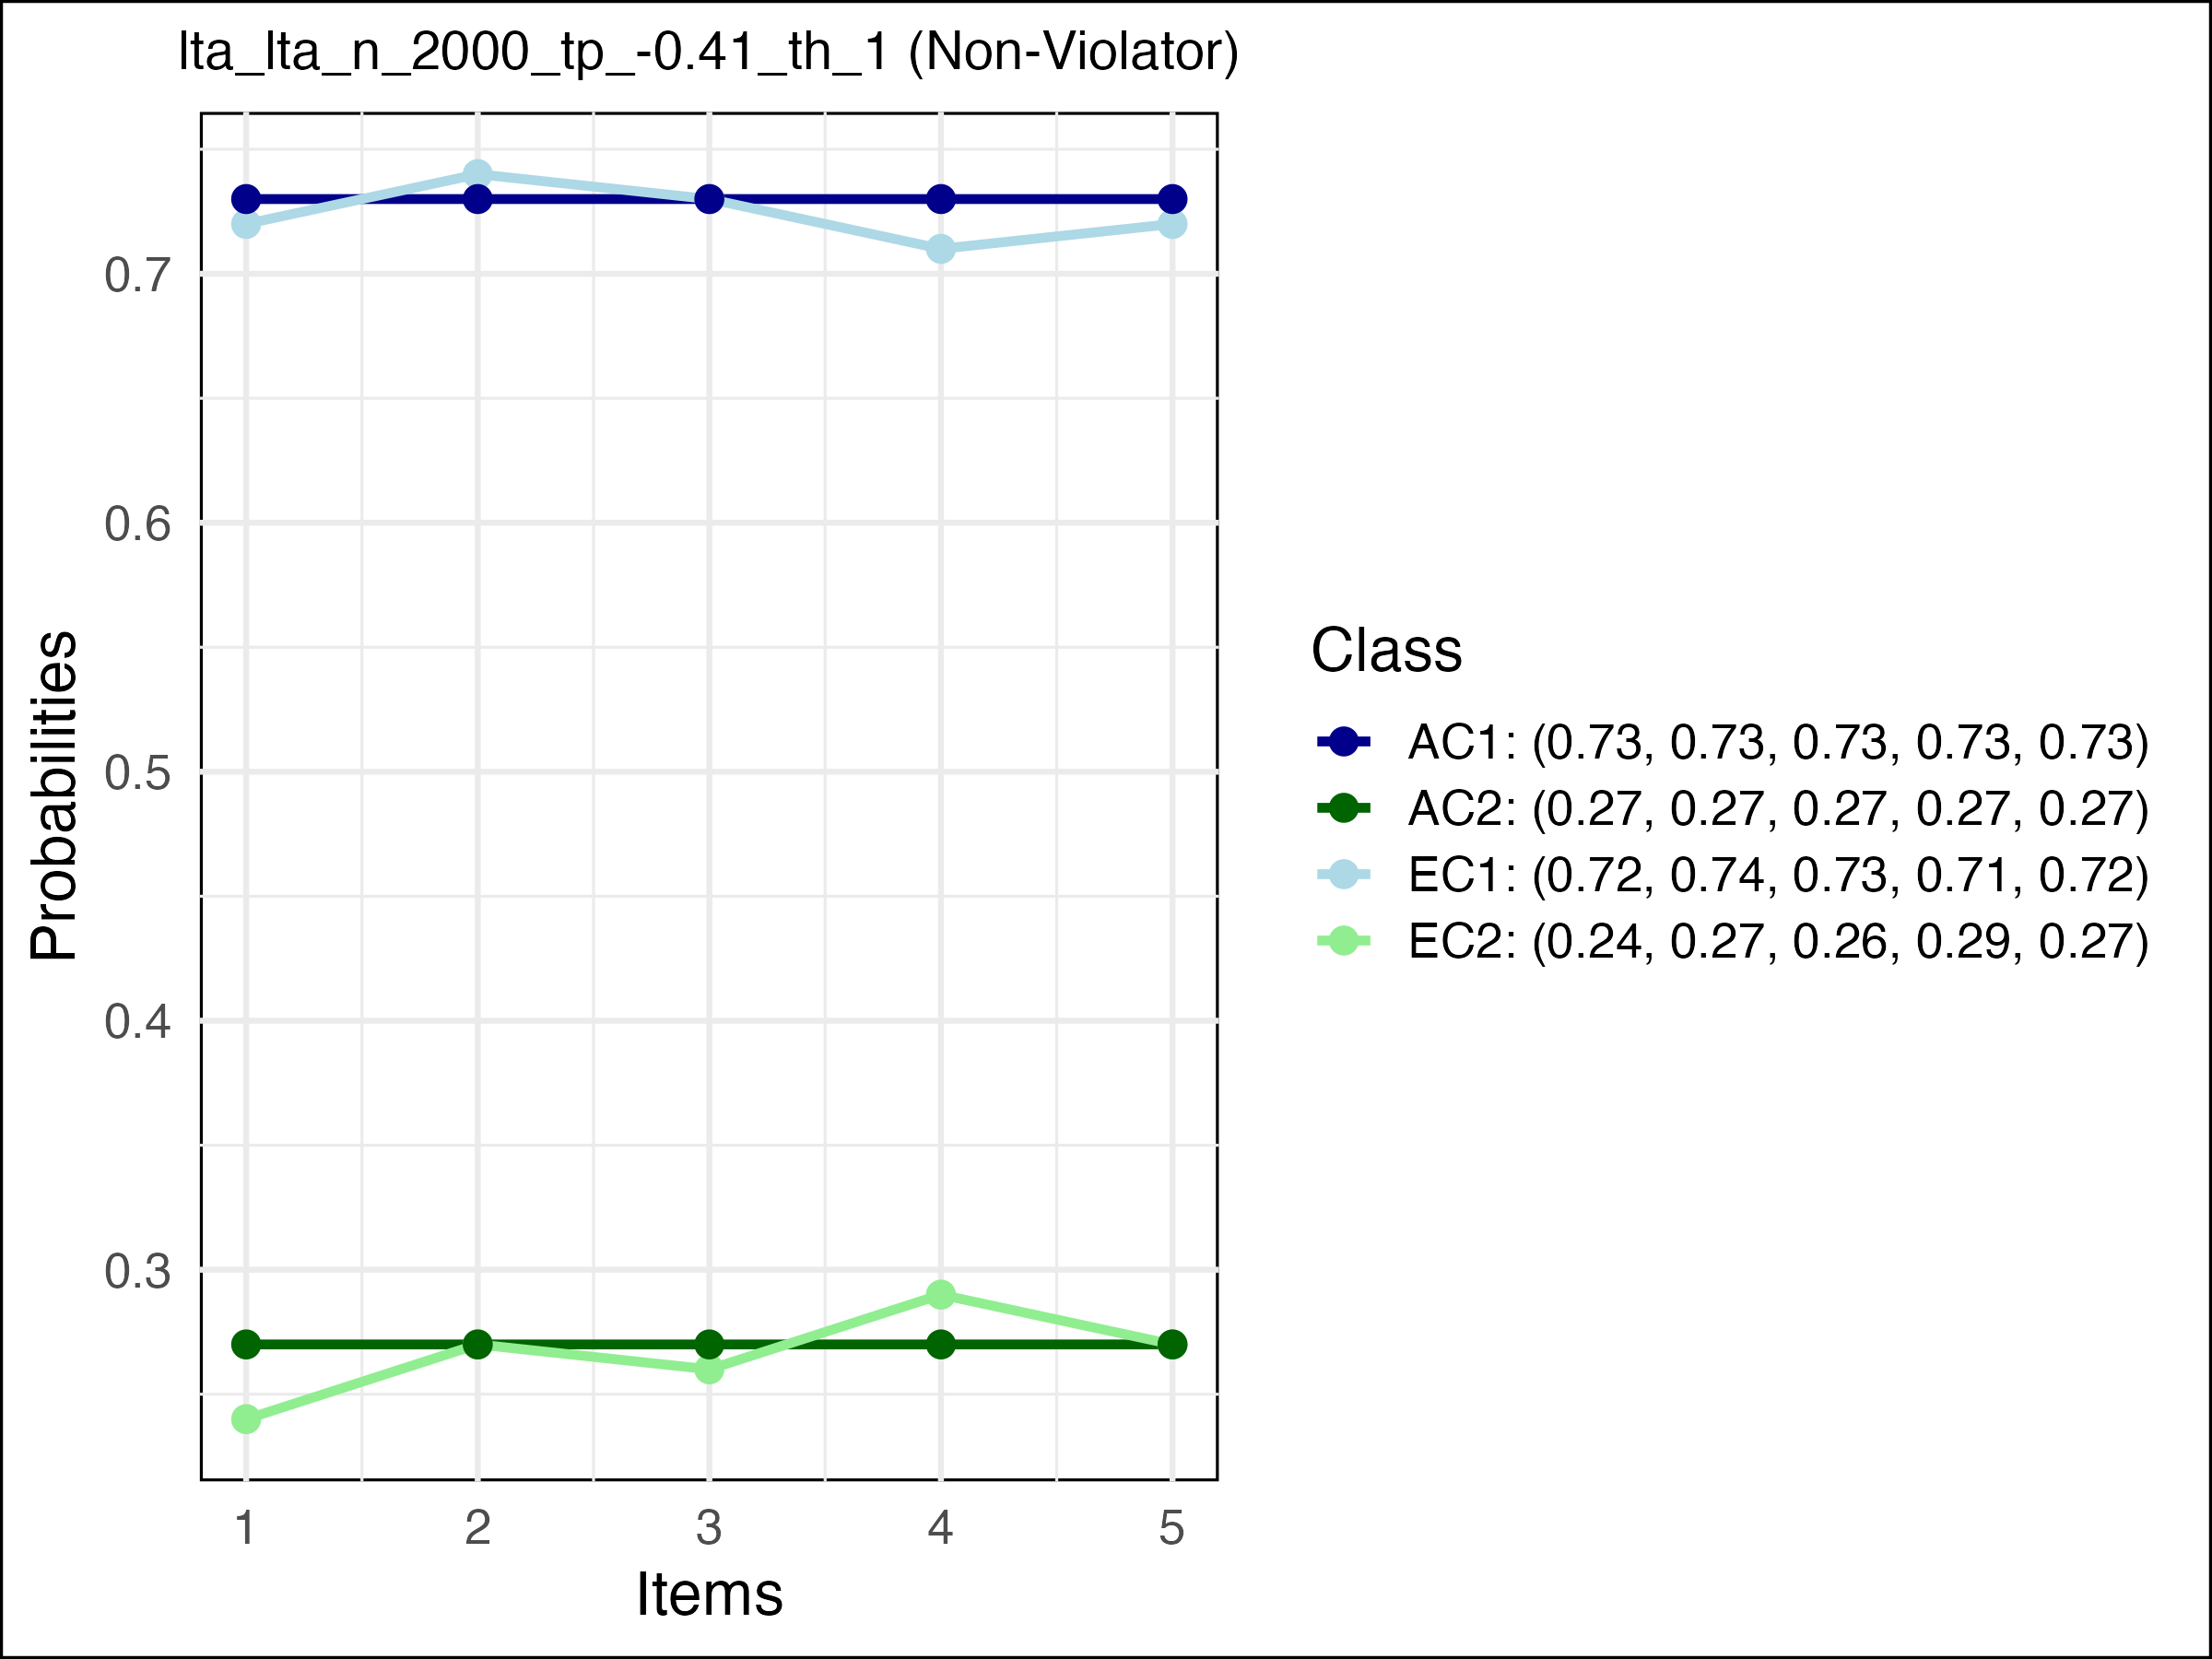 lta_lta_n_2000_tp_-0.41_th_1 (Non-Violator)
Probabilities
0.7
0.6
0.5
0.4
0.3
1 2 3 4 5
Items
Class
AC1: (0.73, 0.73, 0.73, 0.73, 0.73)
AC2: (0.27, 0.27, 0.27, 0.27, 0.27)
EC1: (0.72, 0.74, 0.73, 0.71, 0.72)
EC2: (0.24, 0.27, 0.26, 0.29, 0.27)